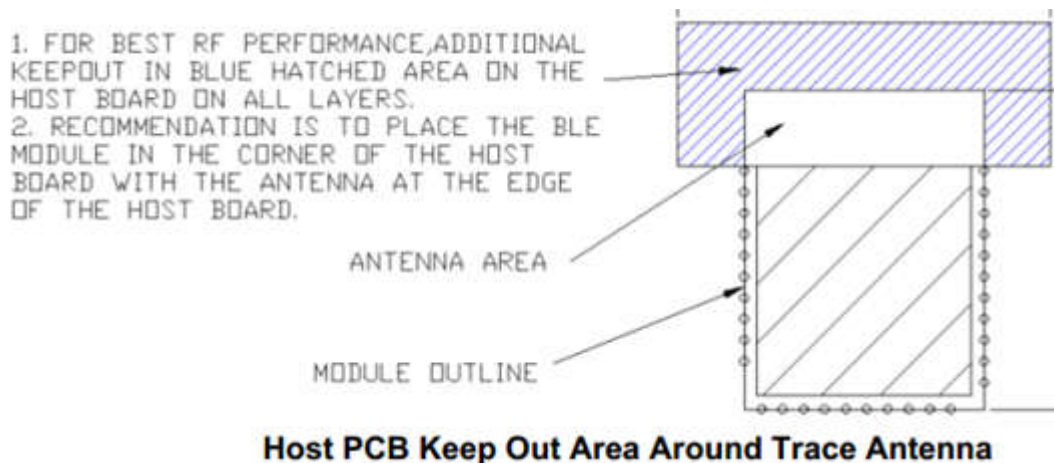 1. FOR BEST RF PERFORMANCE,ADDITIONAL
KEEPOUT IN BLUE HATCHED AREA ON THE
HOST BOARD ON ALL LAYERS.
2. RECOMMENDATION IS TO PLACE THE BLE
MODULE IN THE CORNER OF THE HOST
BOARD WITH THE ANTENNA AT THE EDGE
OF THE HOST BOARD.
ANTENNA AREA
MODULE OUTLINE
Host PCB Keep Out Area Around Trace Antenna